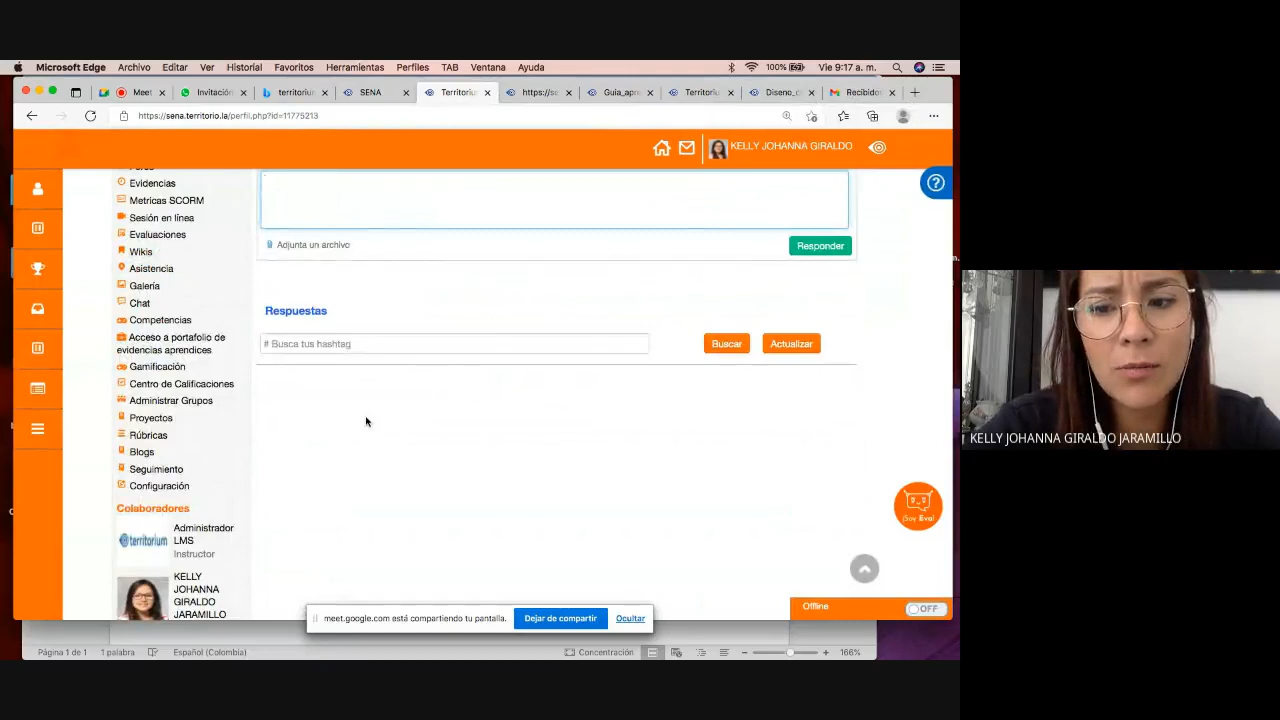 Microsoft Edge Archivo Editar Ver Historial Favoritos Herramientas Perfiles TAB Ventana Ayuda 100% Vie 9:17 a. m.
Meet Invitación territoriu SENA Territoriu https://se Guia_apre Territoriu Diseno_c Recibidos
https://sena.territorio.la/perfil.php?id=11775213
KELLY JOHANNA GIRALDO
Evidencias
Metricas SCORM
Sesión en línea
Evaluaciones
Wikis
Asistencia
Galería
Chat
Competencias
Acceso a portafolio de
evidencias aprendices
Gamificación
Centro de Calificaciones
Administrar Grupos
Proyectos
Rúbricas
Blogs
Seguimiento
Configuración
Colaboradores
Administrador
LMS
Instructor
territorium
KELLY
JOHANNA
GIRALDO
JARAMILLO
Adjunta un archivo
Responder
Respuestas
# Busca tus hashtag
Buscar
Actualizar
¡Soy Eva!
Offline
OFF
meet.google.com está compartiendo tu pantalla.
Dejar de compartir
Ocultar
Página 1 de 1 1 palabra Español (Colombia) Concentración 166%
KELLY JOHANNA GIRALDO JARAMILLO